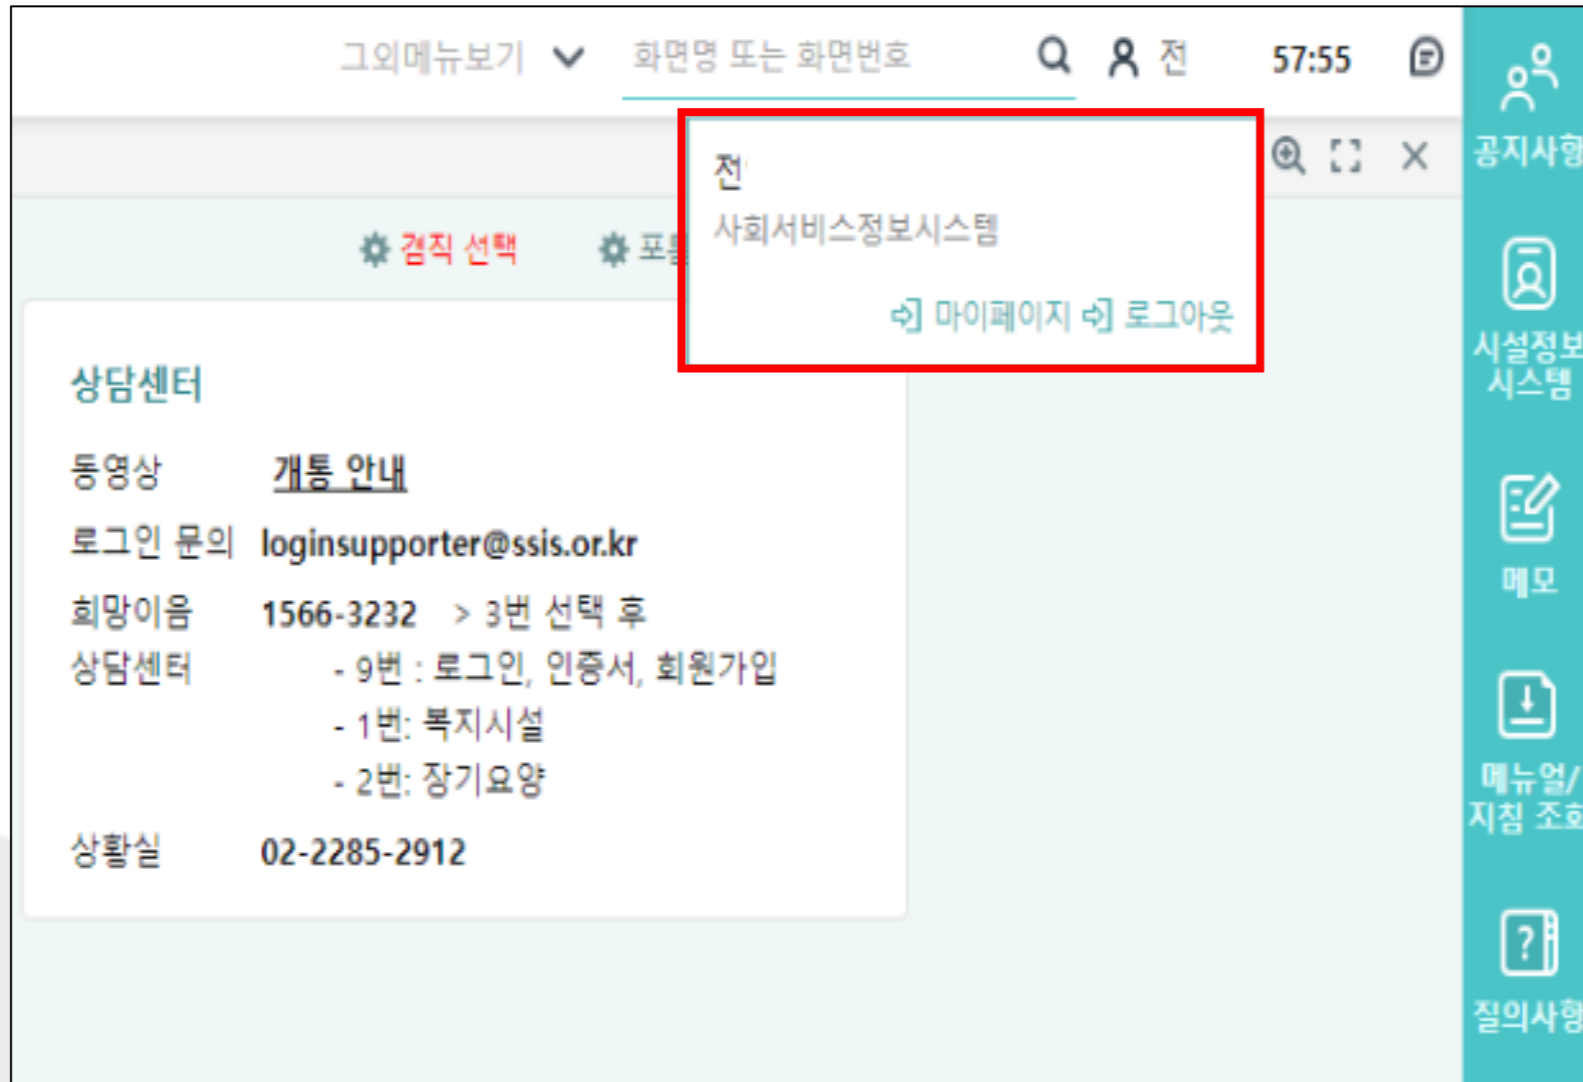 그외메뉴보기 화면명 또는 화면번호 전 57:55
전
사회서비스정보시스템
마이페이지 로그아웃
겸직 선택
상담센터
동영상 개통 안내
로그인 문의 loginsupporter@ssis.or.kr
희망이음 1566-3232 > 3번 선택 후
상담센터 - 9번 : 로그인, 인증서, 회원가입
- 1번: 복지시설
- 2번: 장기요양
상황실 02-2285-2912
공지사항
시설정보
시스템
메모
메뉴얼/
지침 조회
질의사항